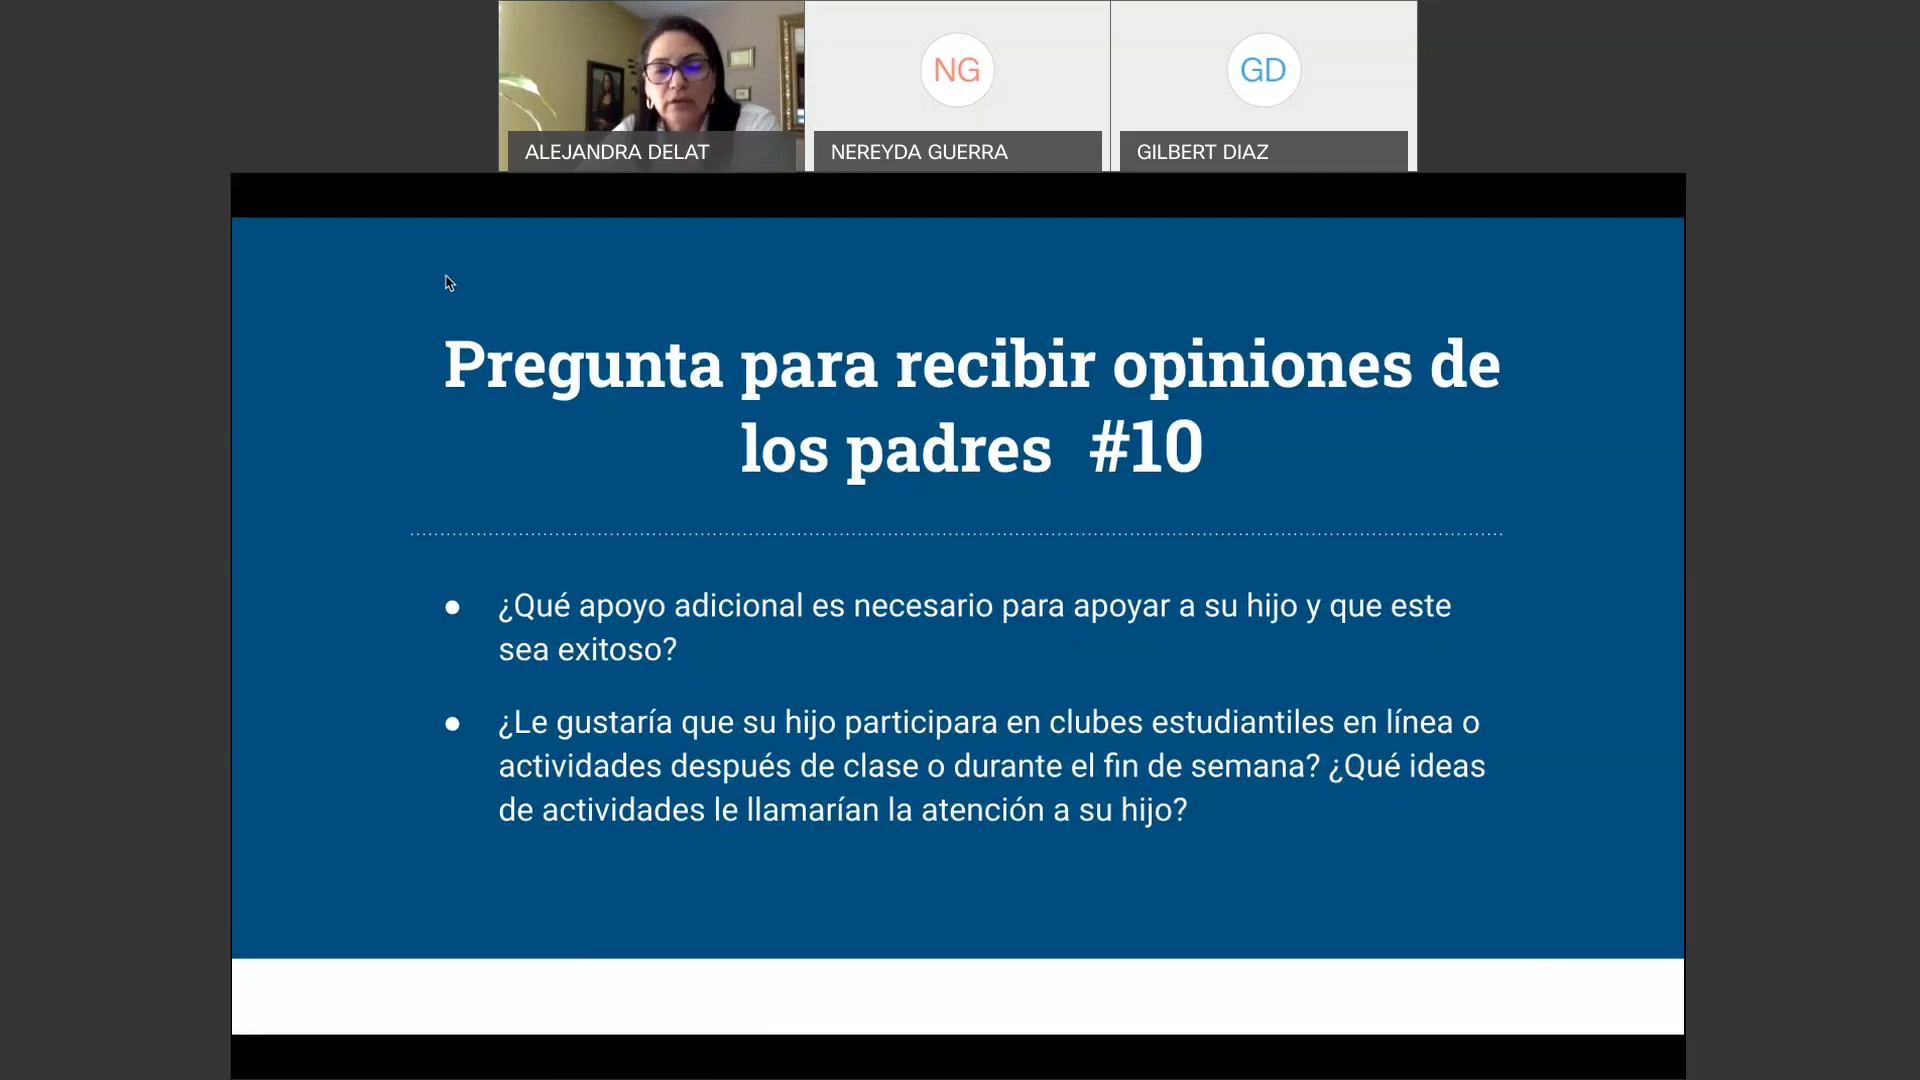 NG
GD
ALEJANDRA DELAT
NEREYDA GUERRA
GILBERT DIAZ
Pregunta para recibir opiniones de
los padres #10
● ¿Qué apoyo adicional es necesario para apoyar a su hijo y que este
sea exitoso?
● ¿Le gustaría que su hijo participara en clubes estudiantiles en línea o
actividades después de clase o durante el fin de semana? ¿Qué ideas
de actividades le llamarían la atención a su hijo?